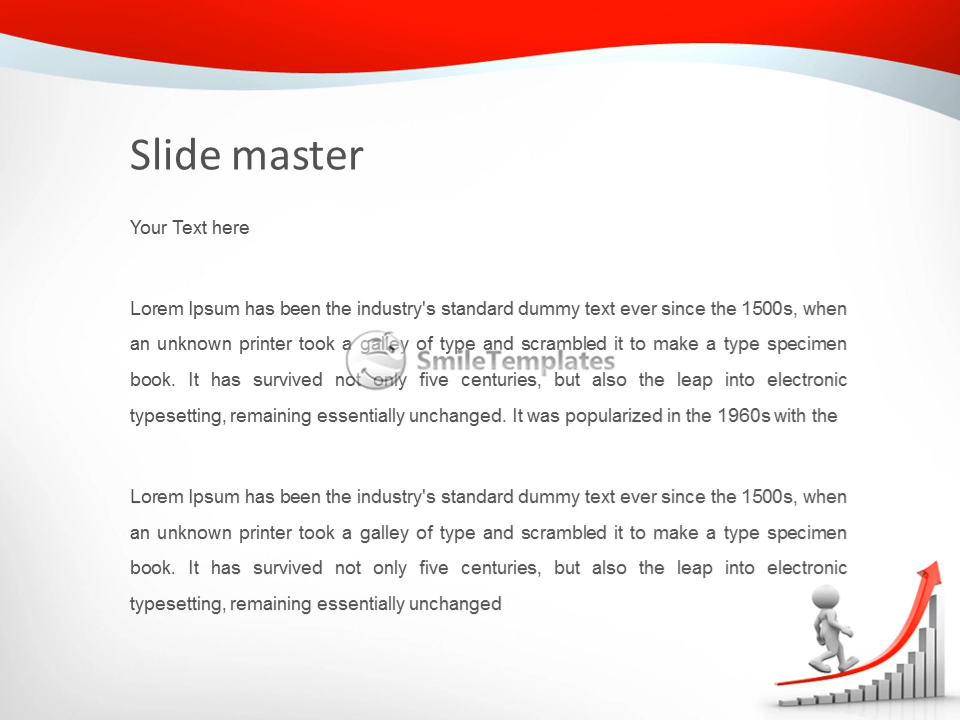 Slide master
Your Text here
Lorem Ipsum has been the industry's standard dummy text ever since the 1500s, when
an unknown printer took a galley of type and scrambled it to make a type specimen
SmileTemplates
book. It has survived not only five centuries, but also the leap into electronic
typesetting, remaining essentially unchanged. It was popularized in the 1960s with the
Lorem Ipsum has been the industry's standard dummy text ever since the 1500s, when
an unknown printer took a galley of type and scrambled it to make a type specimen
book. It has survived not only five centuries, but also the leap into electronic
typesetting, remaining essentially unchanged